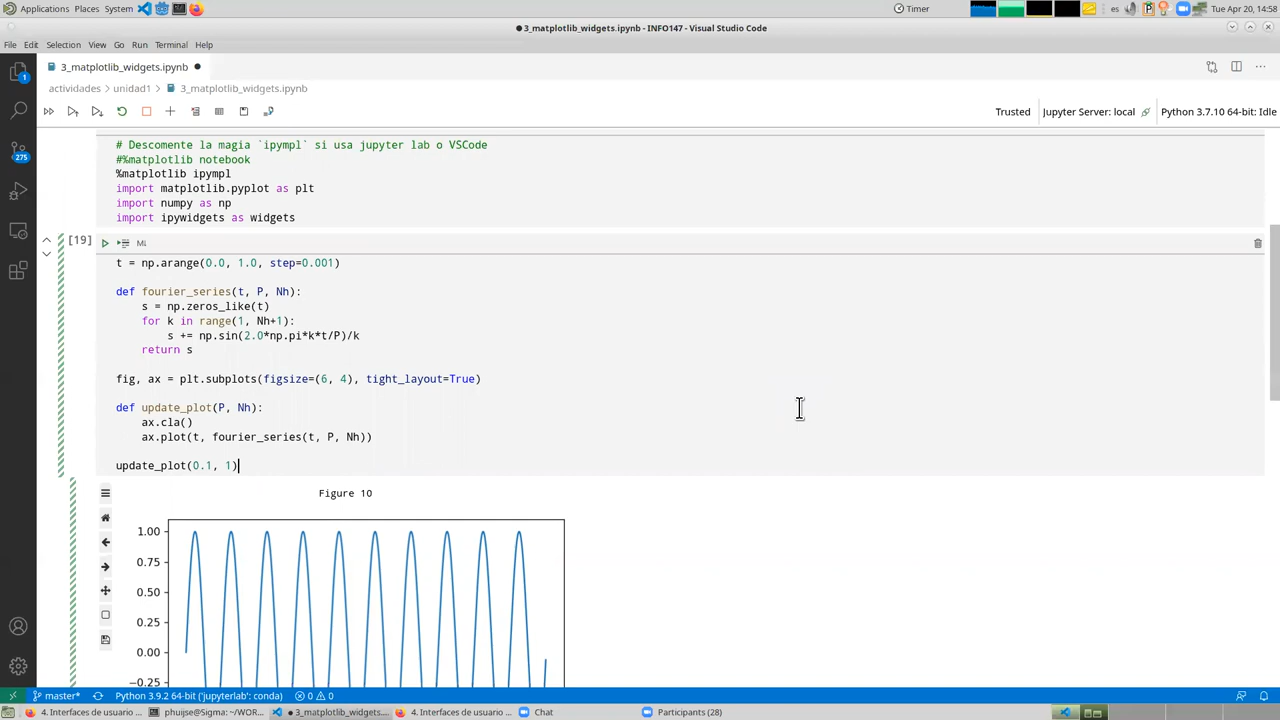 Applications Places System
Timer
es
Tue Apr 20, 14:58
● 3_matplotlib_widgets.ipynb - INFO147 - Visual Studio Code
File Edit Selection View Go Run Terminal Help
3_matplotlib_widgets.ipynb ●
actividades > unidad1 > 3_matplotlib_widgets.ipynb
Trusted Jupyter Server: local Python 3.7.10 64-bit: Idle
# Descomente la magia `ipympl` si usa jupyter lab o VSCode
#%matplotlib notebook
%matplotlib ipympl
import matplotlib.pyplot as plt
import numpy as np
import ipywidgets as widgets
[19]
M↓
t = np.arange(0.0, 1.0, step=0.001)
def fourier_series(t, P, Nh):
s = np.zeros_like(t)
for k in range(1, Nh+1):
s += np.sin(2.0*np.pi*k*t/P)/k
return s
fig, ax = plt.subplots(figsize=(6, 4), tight_layout=True)
def update_plot(P, Nh):
ax.cla()
ax.plot(t, fourier_series(t, P, Nh))
update_plot(0.1, 1)
Figure 10
1.00
0.75
0.50
0.25
0.00
−0.25
1
275
master* Python 3.9.2 64-bit ('jupyterlab': conda) 0 0
4. Interfaces de usuario ... phuijse@Sigma: ~/WOR... ● 3_matplotlib_widgets.... 4. Interfaces de usuario ... Chat Participants (28)